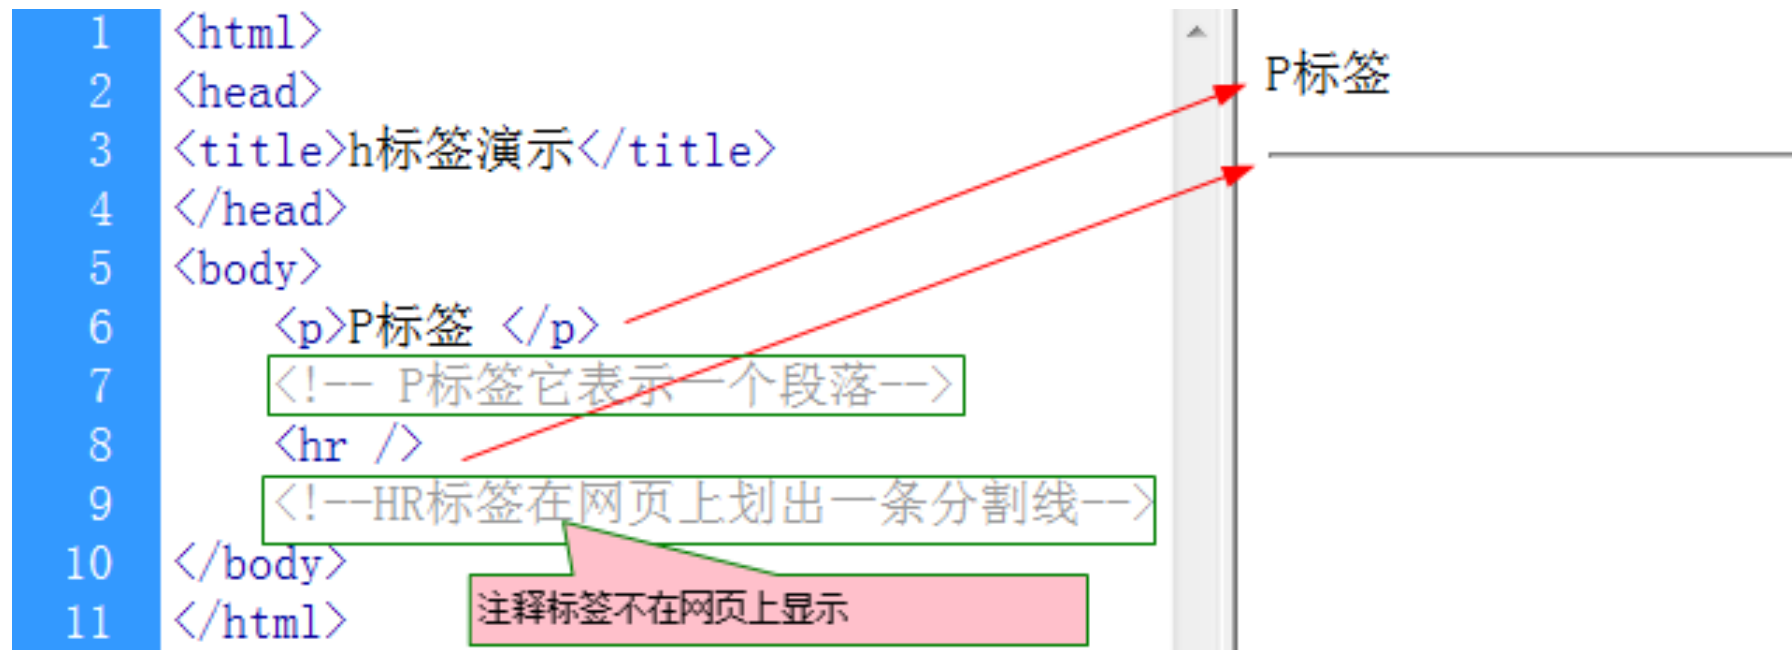 1 <html>
2 <head>
3 <title>h标签演示</title>
4 </head>
5 <body>
6 <p>P标签 </p>
7 <!-- P标签它表示一个段落-->
8 <hr />
9 <!--HR标签在网页上划出一条分割线-->
10 </body>
11 </html>
注释标签不在网页上显示
P标签